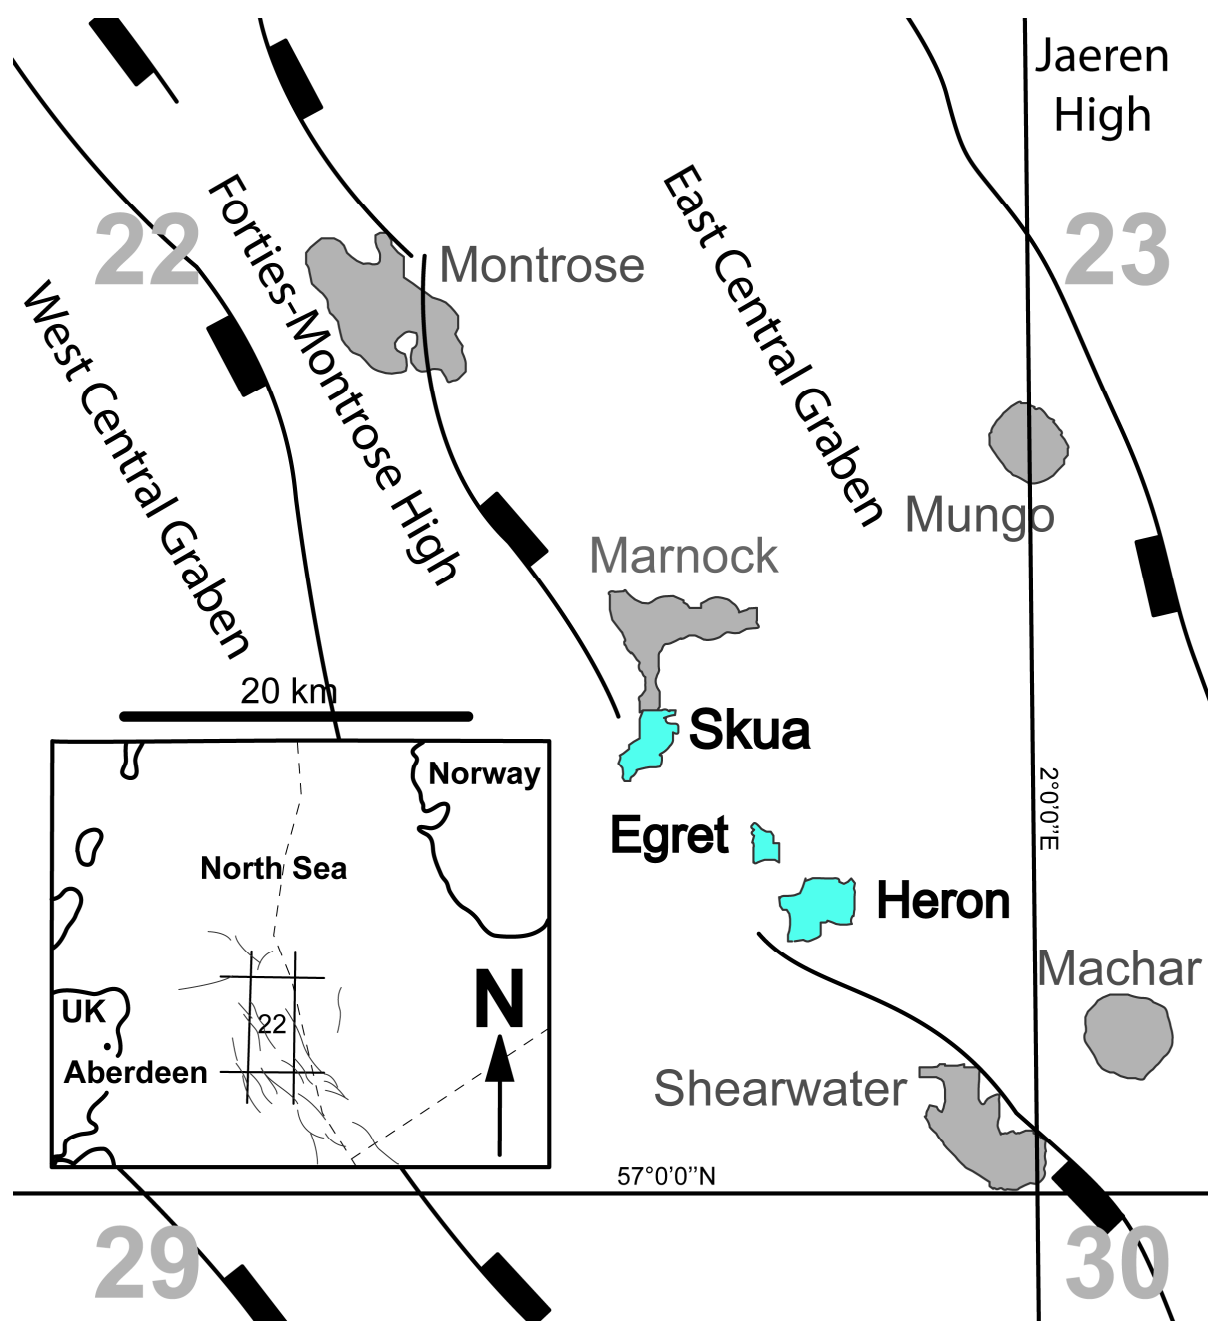 Jaeren
High
22
23
Forties-Montrose High
East Central Graben
Montrose
West Central Graben
Mungo
Marnock
20 km
Skua
Norway
2°0'0"E
Egret
North Sea
Heron
Machar
N
UK
22
Aberdeen
Shearwater
57°0'0"N
29
30